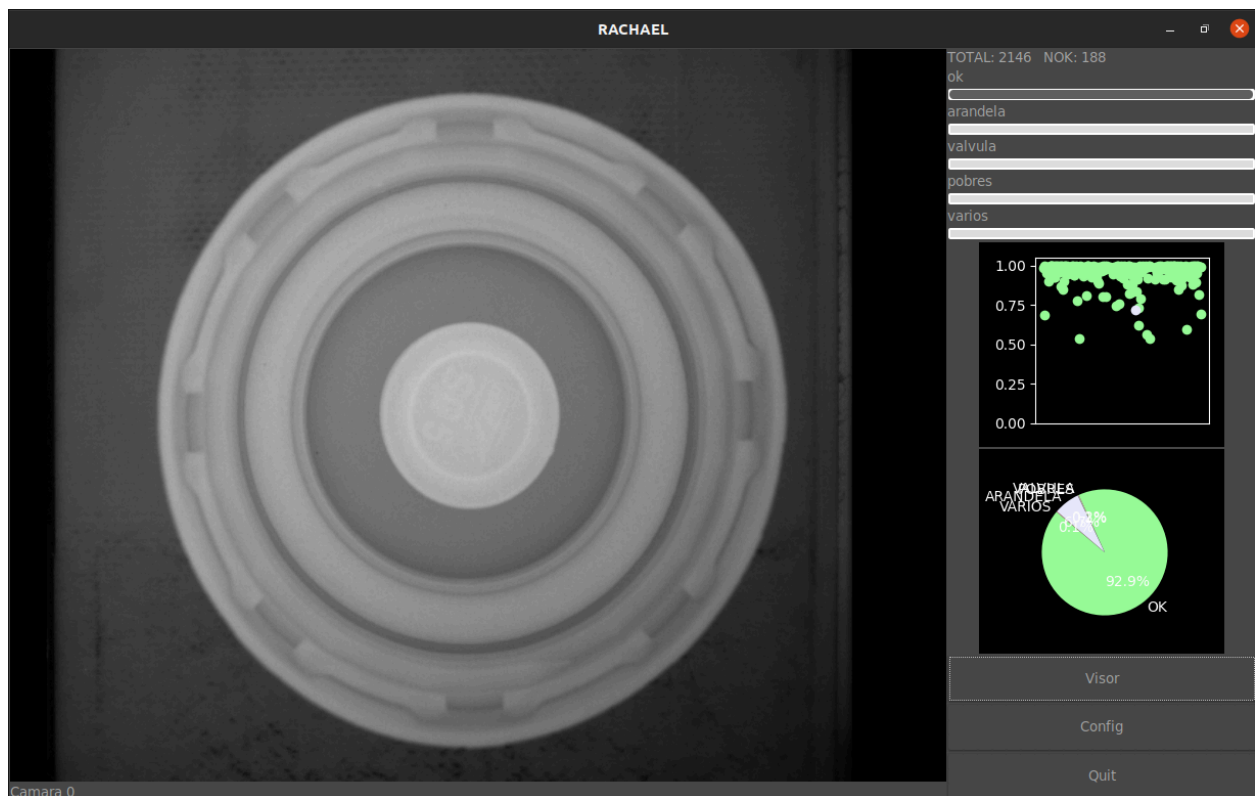 RACHAEL
TOTAL: 2146 NOK: 188
ok
arandela
valvula
pobres
varios
1.00
0.75
0.50
0.25
0.00
ARANDELA
VARIOS
92.9%
OK
Visor
Config
Quit
Camara 0